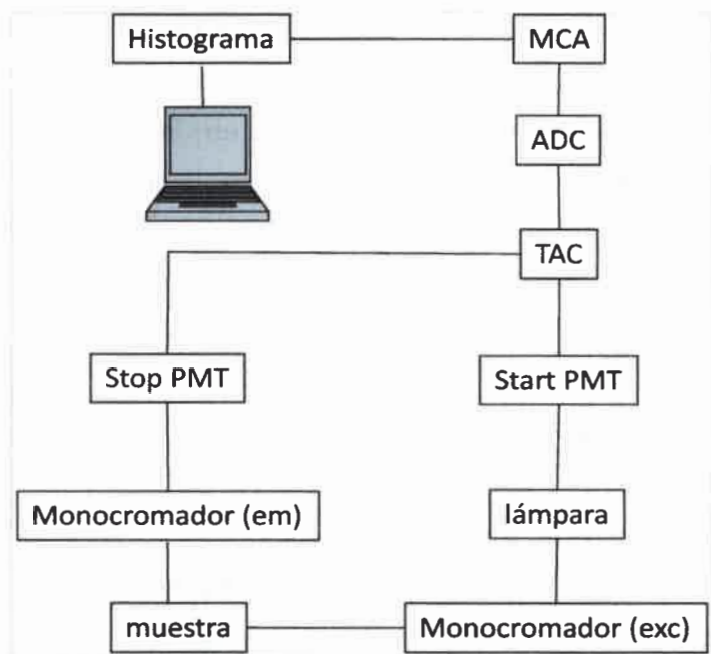 Histograma
MCA
ADC
TAC
Stop PMT
Start PMT
Monocromador (em)
lámpara
muestra
Monocromador (exc)